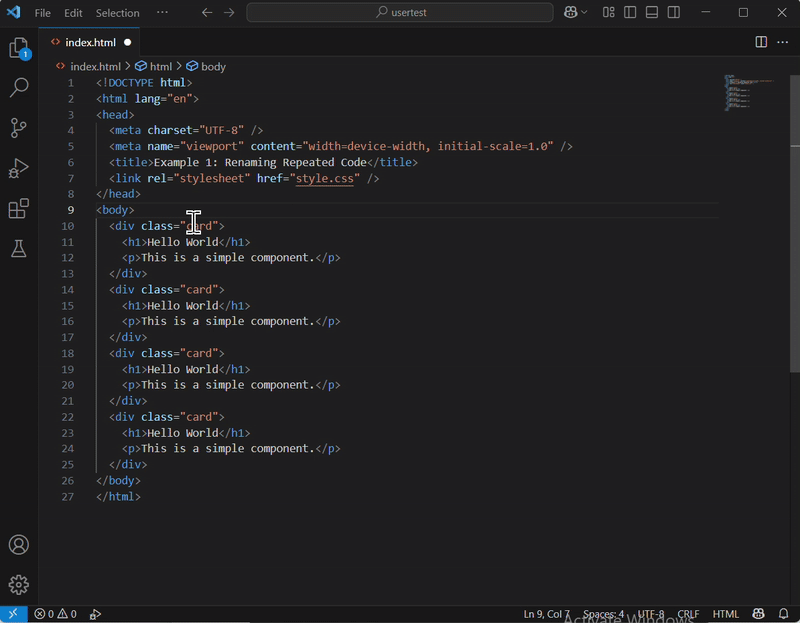 File Edit Selection ··· usertest
1
index.html
index.html > html > body
1 <!DOCTYPE html>
2 <html lang="en">
3 <head>
4 <meta charset="UTF-8" />
5 <meta name="viewport" content="width=device-width, initial-scale=1.0" />
6 <title>Example 1: Renaming Repeated Code</title>
7 <link rel="stylesheet" href="style.css" />
8 </head>
9 <body>
10 <div class="card">
11 <h1>Hello World</h1>
12 <p>This is a simple component.</p>
13 </div>
14 <div class="card">
15 <h1>Hello World</h1>
16 <p>This is a simple component.</p>
17 </div>
18 <div class="card">
19 <h1>Hello World</h1>
20 <p>This is a simple component.</p>
21 </div>
22 <div class="card">
23 <h1>Hello World</h1>
24 <p>This is a simple component.</p>
25 </div>
26 </body>
27 </html>
0 0 Ln 9, Col 7 Spaces: 4 UTF-8 CRLF HTML
Activate Windows